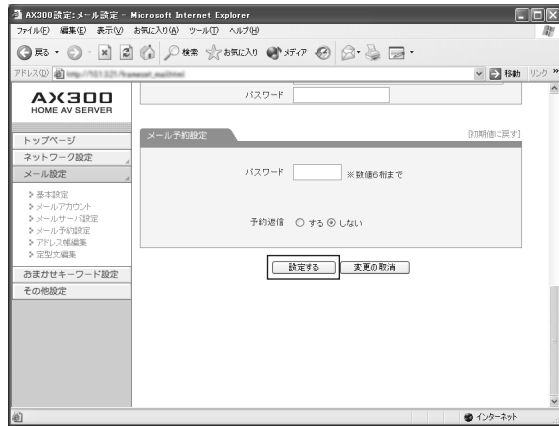 AX300 設定:メール設定 - Microsoft Internet Explorer
ファイル(F) 編集(E) 表示(V) お気に入り(A) ツール(T) ヘルプ(H)
戻る 検索 お気に入り メディア
アドレス(D) 移動 リンク »
AX300
HOME AV SERVER
パスワード
トップページ
ネットワーク設定
メール設定
基本設定
メールアカウント
メールサーバ設定
メール予約設定
アドレス帳編集
定型文編集
おまかせキーワード設定
その他設定
メール予約設定 [初期値に戻す]
パスワード ※数値6桁まで
予約返信 する しない
設定する 変更の取消
インターネット